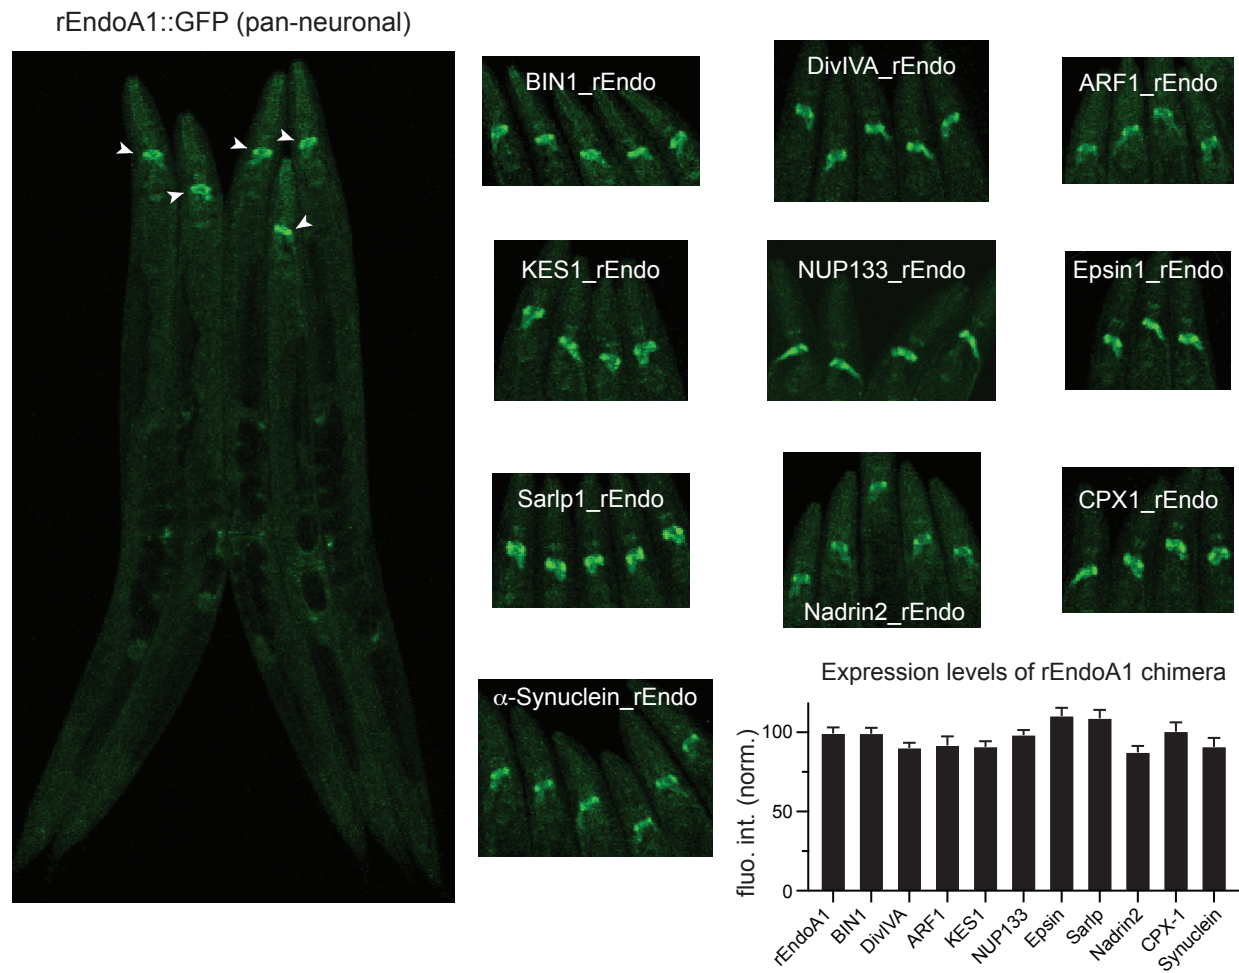 rEndoA1::GFP (pan-neuronal)
BIN1_rEndo
DivIVA_rEndo
ARF1_rEndo
KES1_rEndo
NUP133_rEndo
Epsin1_rEndo
Sarlp1_rEndo
Nadrin2_rEndo
CPX1_rEndo
α-Synuclein_rEndo
Expression levels of rEndoA1 chimera
fluo. int. (norm.)
100
50
0
rEndoA1
BIN1
DivIVA
ARF1
KES1
NUP133
Epsin
Sarlp
Nadrin2
CPX-1
Synuclein